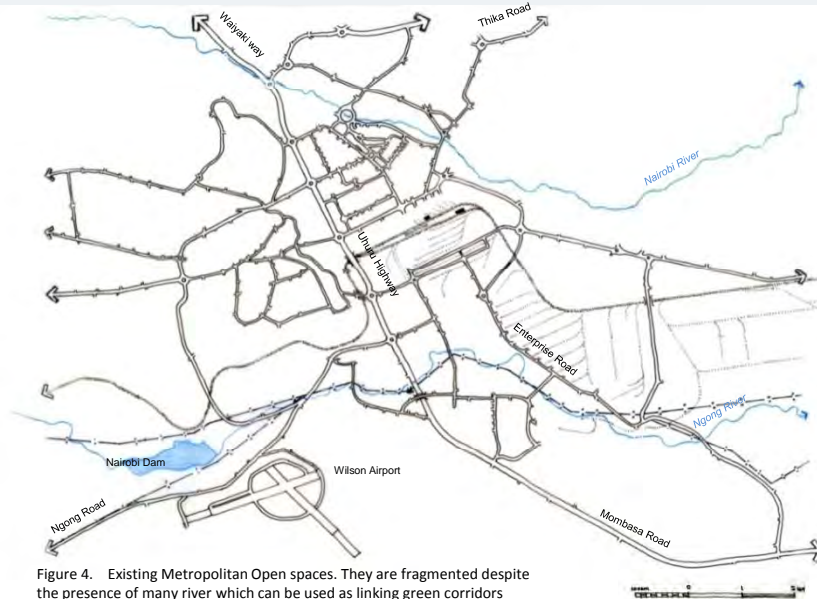 Waiyaki way
Thika Road
Nairobi River
Uhuru Highway
Enterprise Road
Ngong River
Nairobi Dam
Wilson Airport
Ngong Road
Mombasa Road
Figure 4. Existing Metropolitan Open spaces. They are fragmented despite
the presence of many river which can be used as linking green corridors